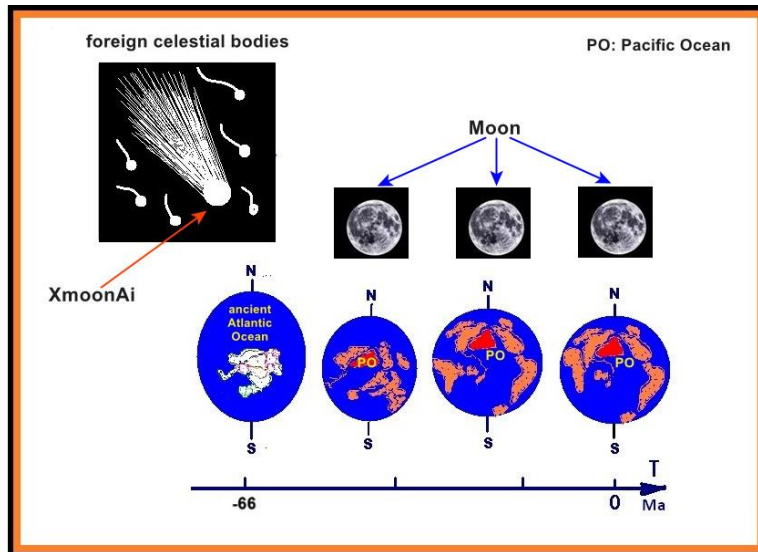 foreign celestial bodies
PO: Pacific Ocean
Moon
XmoonAi
N
N
N
N
ancient
Atlantic
Ocean
PO
PO
PO
S
S
S
S
T
-66
0
Ma